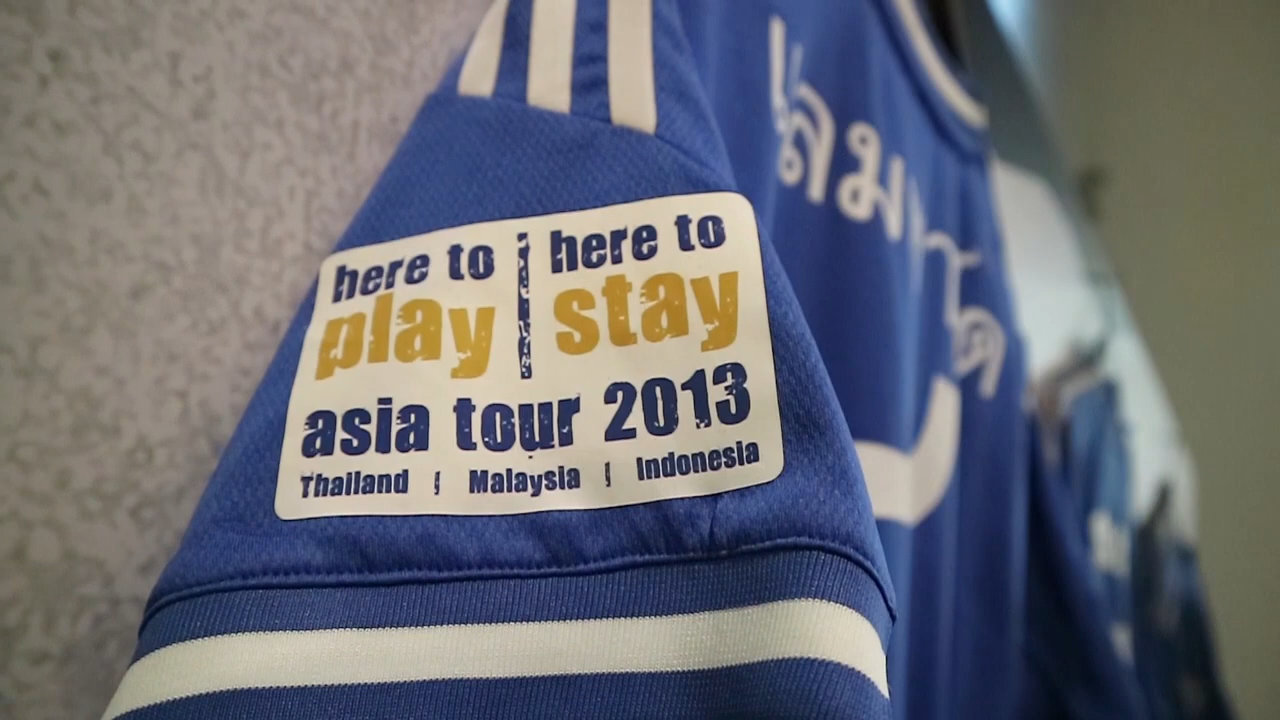 here to | here to
play | stay
asia tour 2013
Thailand | Malaysia | Indonesia